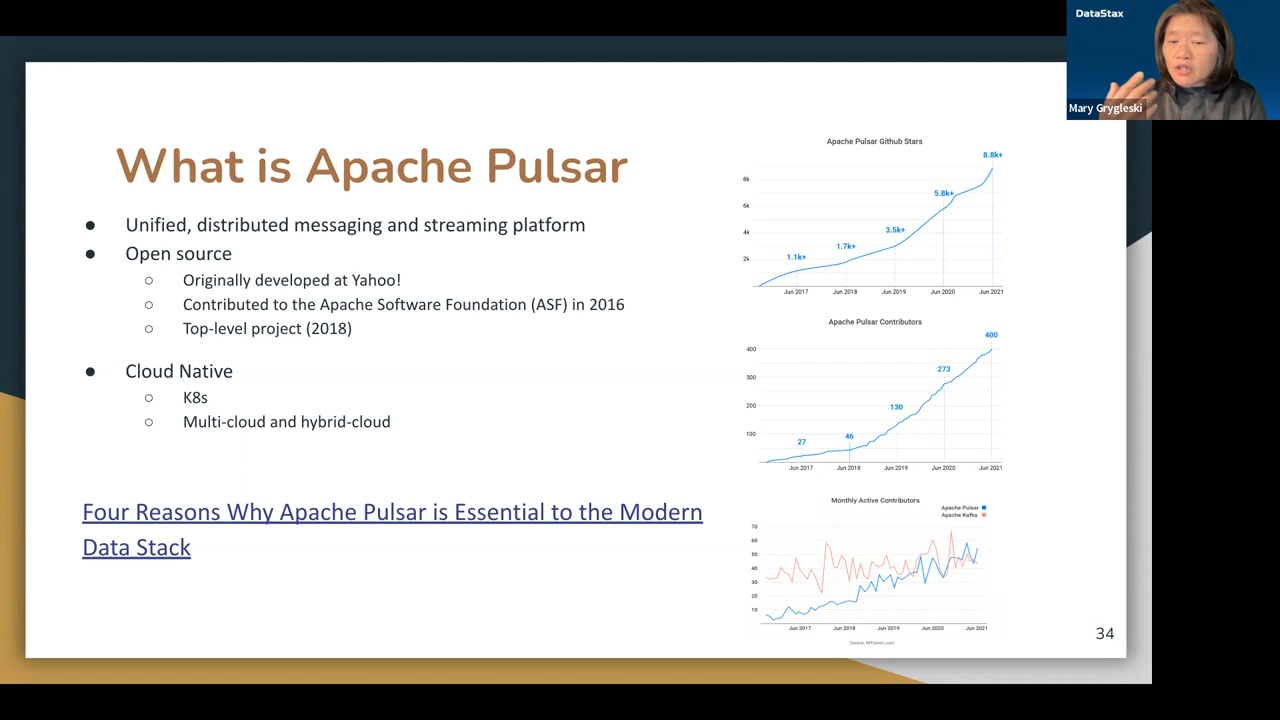 DataStax
Mary Grygleski
What is Apache Pulsar
● Unified, distributed messaging and streaming platform
● Open source
○ Originally developed at Yahoo!
○ Contributed to the Apache Software Foundation (ASF) in 2016
○ Top-level project (2018)
● Cloud Native
○ K8s
○ Multi-cloud and hybrid-cloud
Four Reasons Why Apache Pulsar is Essential to the Modern
Data Stack
Apache Pulsar Github Stars
8.8k+
8k
5.8k+
6k
3.5k+
4k
1.7k+
1.1k+
2k
Jun 2017 Jun 2018 Jun 2019 Jun 2020 Jun 2021
Apache Pulsar Contributors
400
400
273
300
130
200
46
27
100
Jun 2017 Jun 2018 Jun 2019 Jun 2020 Jun 2021
Monthly Active Contributors
Apache Pulsar
Apache Kafka
70
60
50
40
30
20
10
Jun 2017 Jun 2018 Jun 2019 Jun 2020 Jun 2021
34